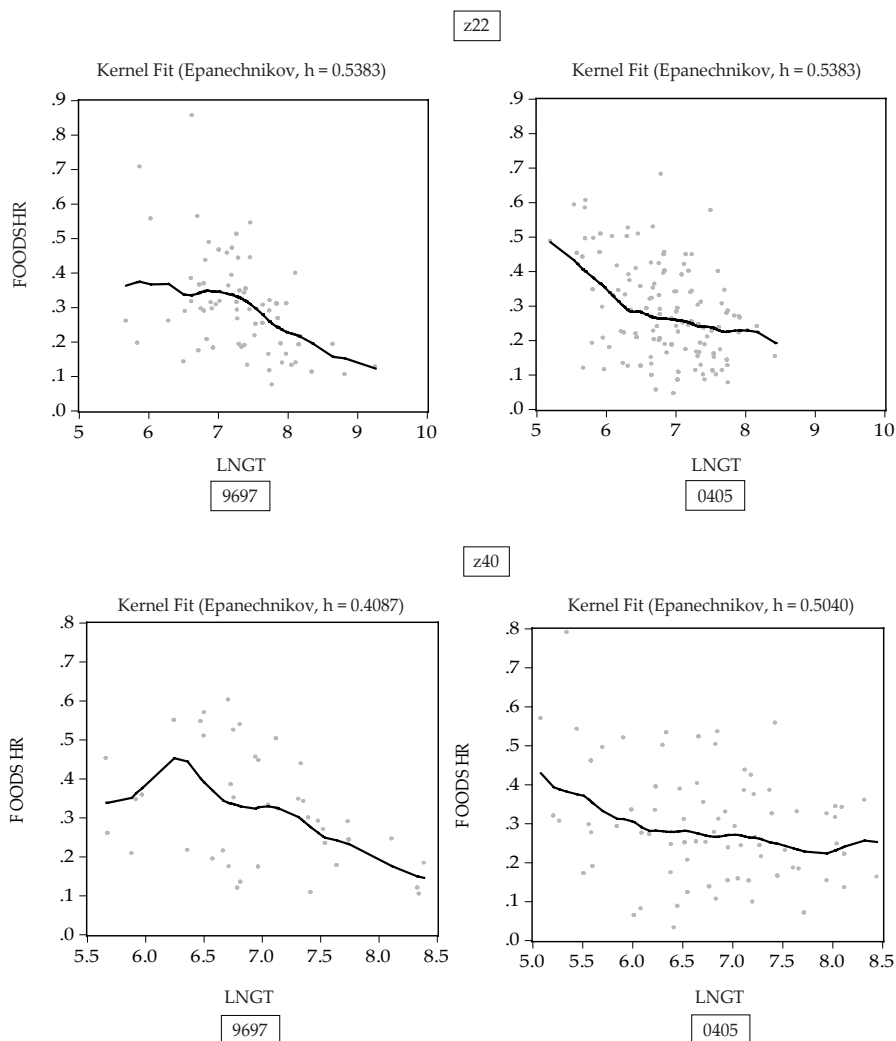 z22
Kernel Fit (Epanechnikov, h = 0.5383)
.9
.8
.7
.6
.5
.4
.3
.2
.1
.0
5 6 7 8 9 10
FOODSHR
LNGT
9697
Kernel Fit (Epanechnikov, h = 0.5383)
.9
.8
.7
.6
.5
.4
.3
.2
.1
.0
5 6 7 8 9 10
LNGT
0405
z40
Kernel Fit (Epanechnikov, h = 0.4087)
.8
.7
.6
.5
.4
.3
.2
.1
.0
5.5 6.0 6.5 7.0 7.5 8.0 8.5
FOODS HR
LNGT
9697
Kernel Fit (Epanechnikov, h = 0.5040)
.8
.7
.6
.5
.4
.3
.2
.1
.0
5.0 5.5 6.0 6.5 7.0 7.5 8.0 8.5
FOODS HR
LNGT
0405